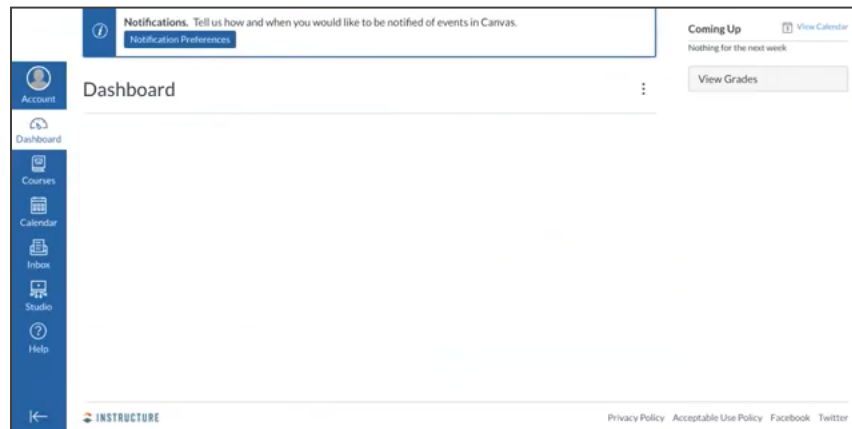 Notifications. Tell us how and when you would like to be notified of events in Canvas.
Notification Preferences
Coming Up
View Calendar
Nothing for the next week
View Grades
Dashboard
Account
Dashboard
Courses
Calendar
Inbox
Studio
Help
INSTRUCTURE
Privacy Policy Acceptable Use Policy Facebook Twitter